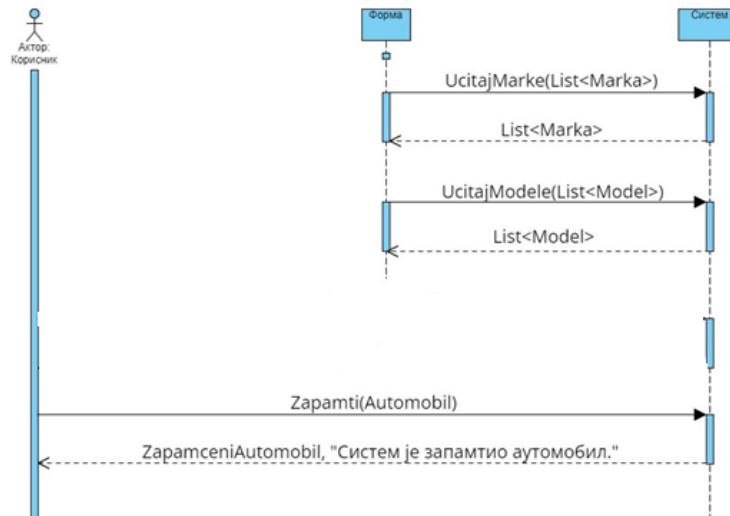 Форма
Систем
Актор:
Корисник
UcitajMarke(List<Marka>)
List<Marka>
UcitajModele(List<Model>)
List<Model>
Zapamti(Automobil)
ZapamceniAutomobil, "Систем је запамтио аутомобил."